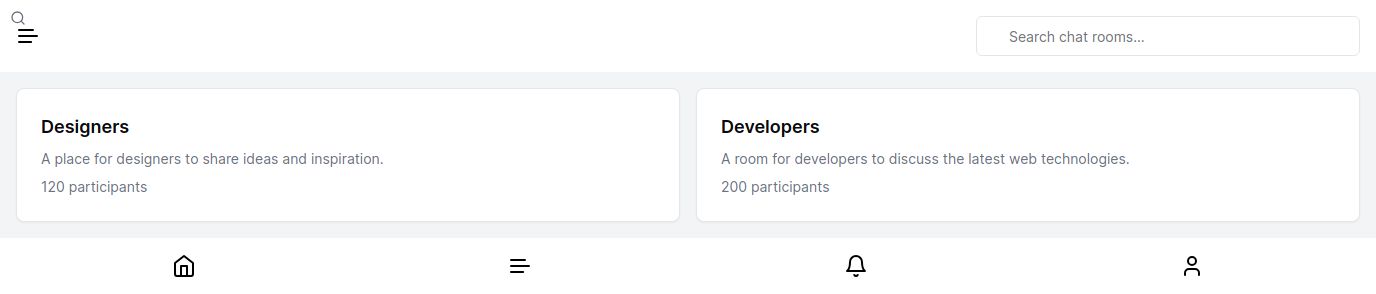 Search chat rooms...
Designers
A place for designers to share ideas and inspiration.
120 participants
Developers
A room for developers to discuss the latest web technologies.
200 participants